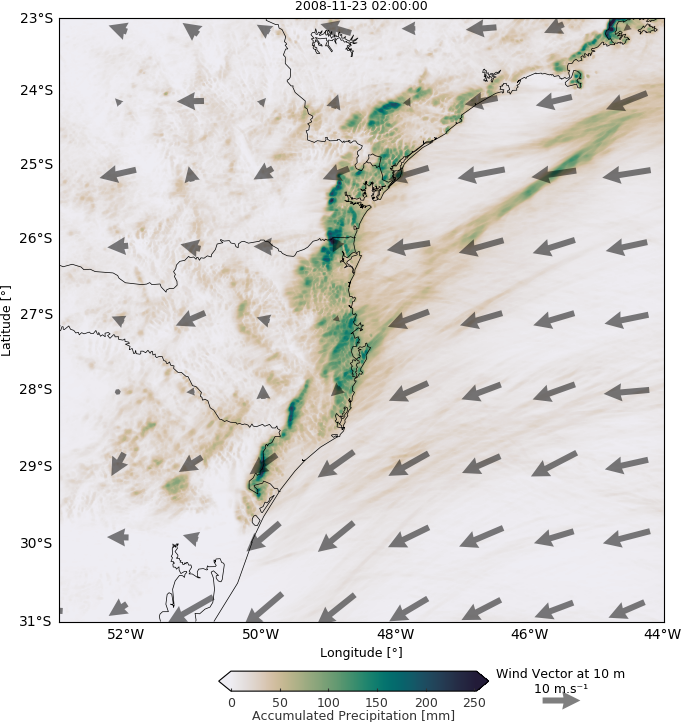 2008-11-23 02:00:00
23°S
24°S
25°S
26°S
27°S
28°S
29°S
30°S
31°S
Latitude [°]
52°W 50°W 48°W 46°W 44°W
Longitude [°]
Wind Vector at 10 m
10 m.s⁻¹
0 50 100 150 200 250
Accumulated Precipitation [mm]